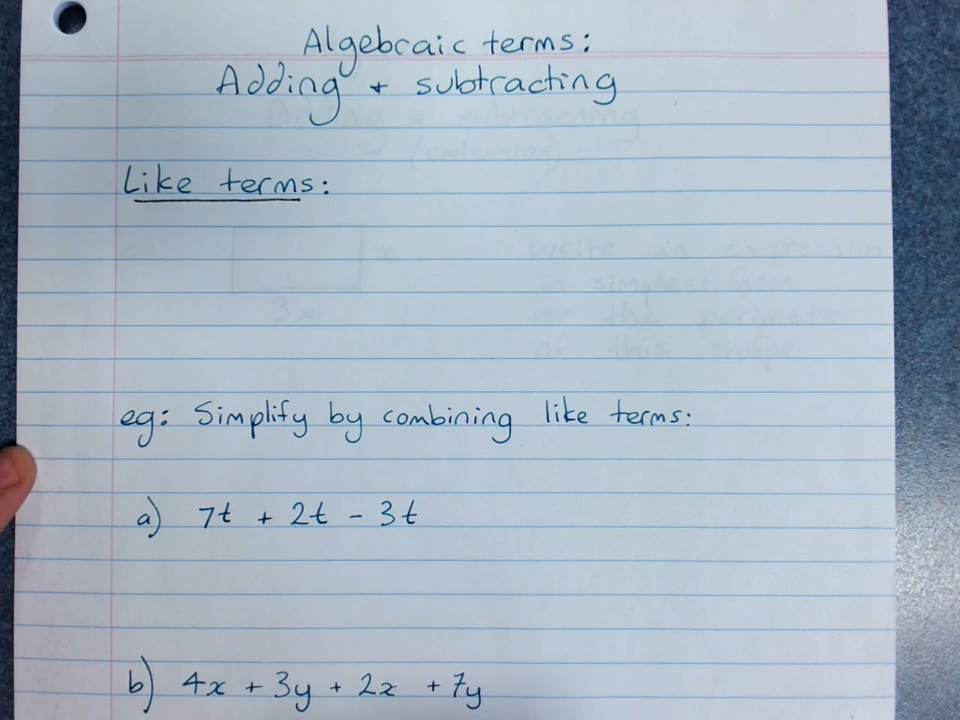 Algebraic terms:
Adding + subtracting
Like terms:
eg: Simplify by combining like terms:
a) 7t + 2t - 3t
b) 4x + 3y + 2x + 7y